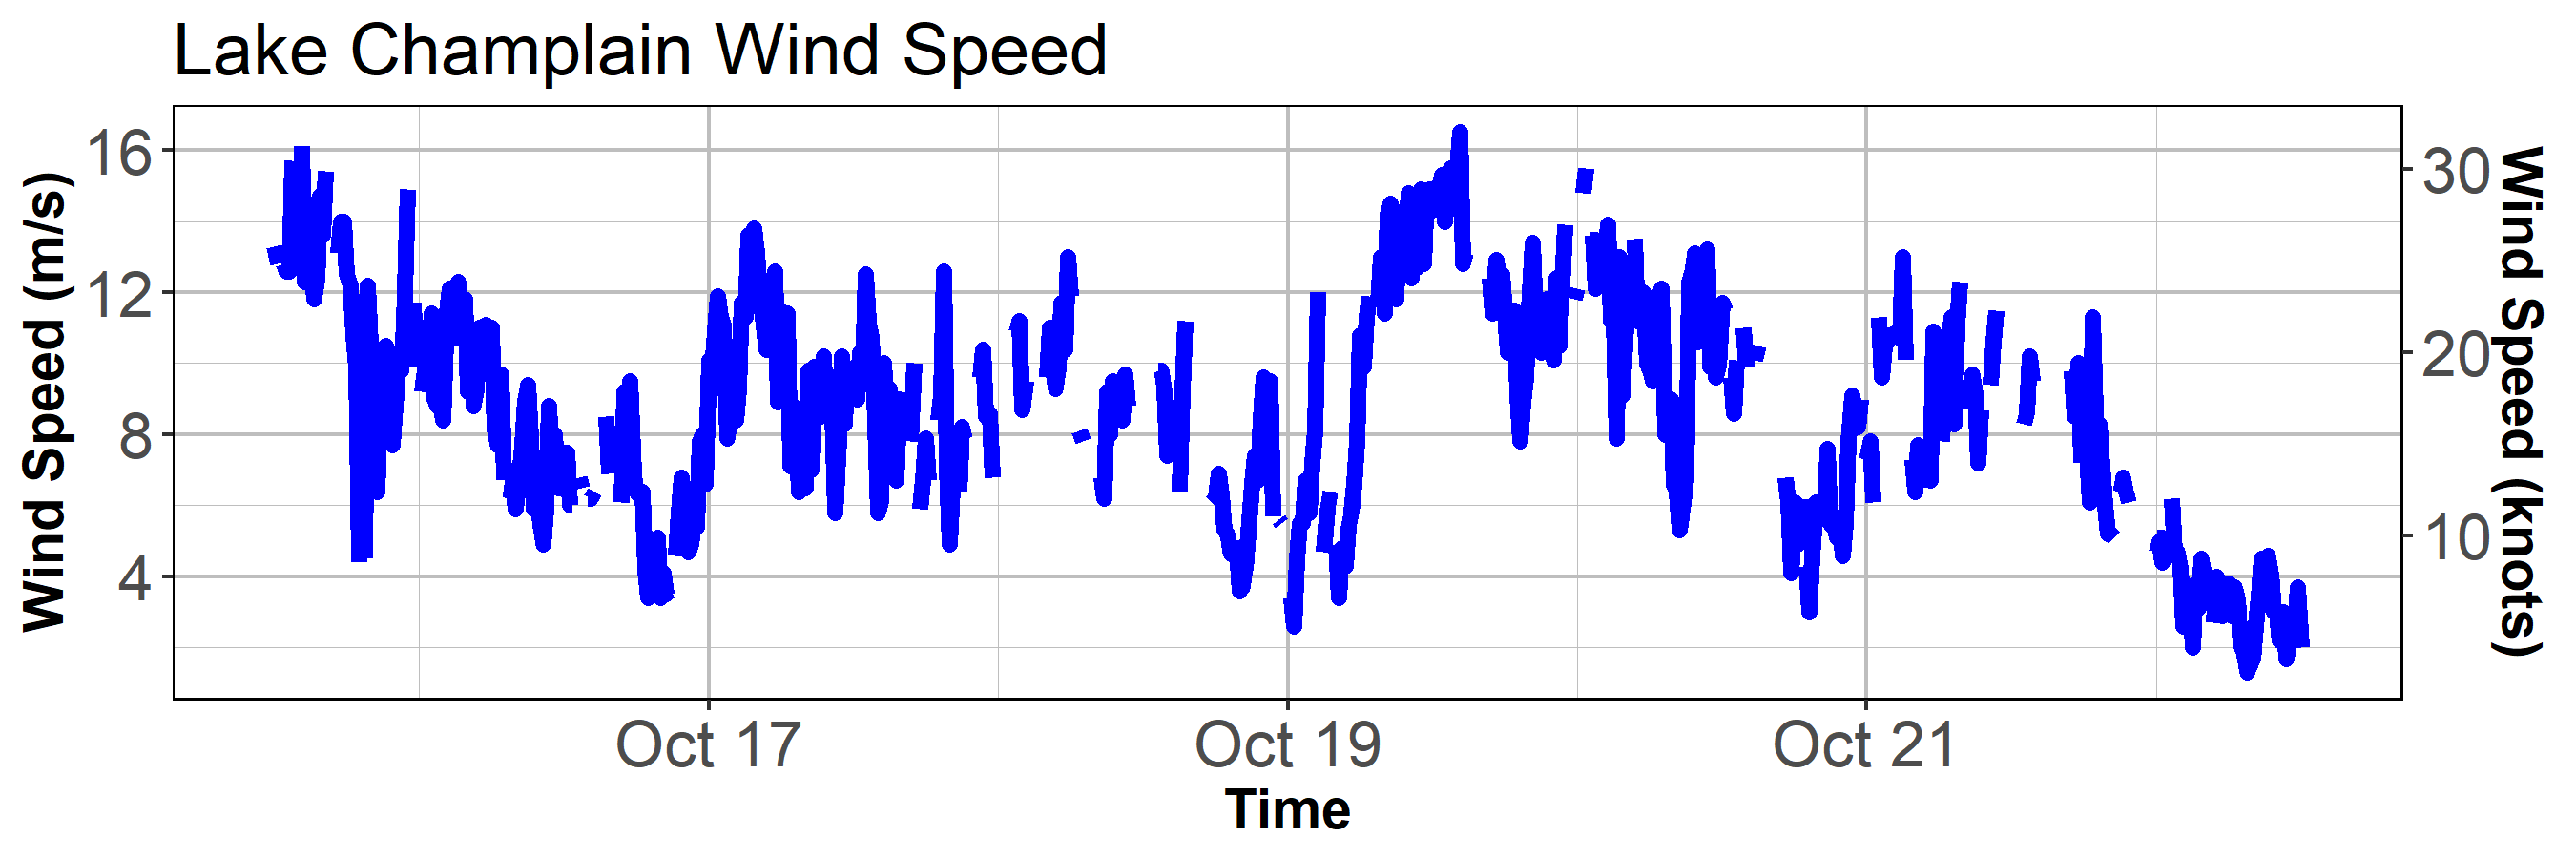 Lake Champlain Wind Speed
Wind Speed (m/s)
16
12
8
4
30
20
10
Wind Speed (knots)
Oct 17
Oct 19
Oct 21
Time